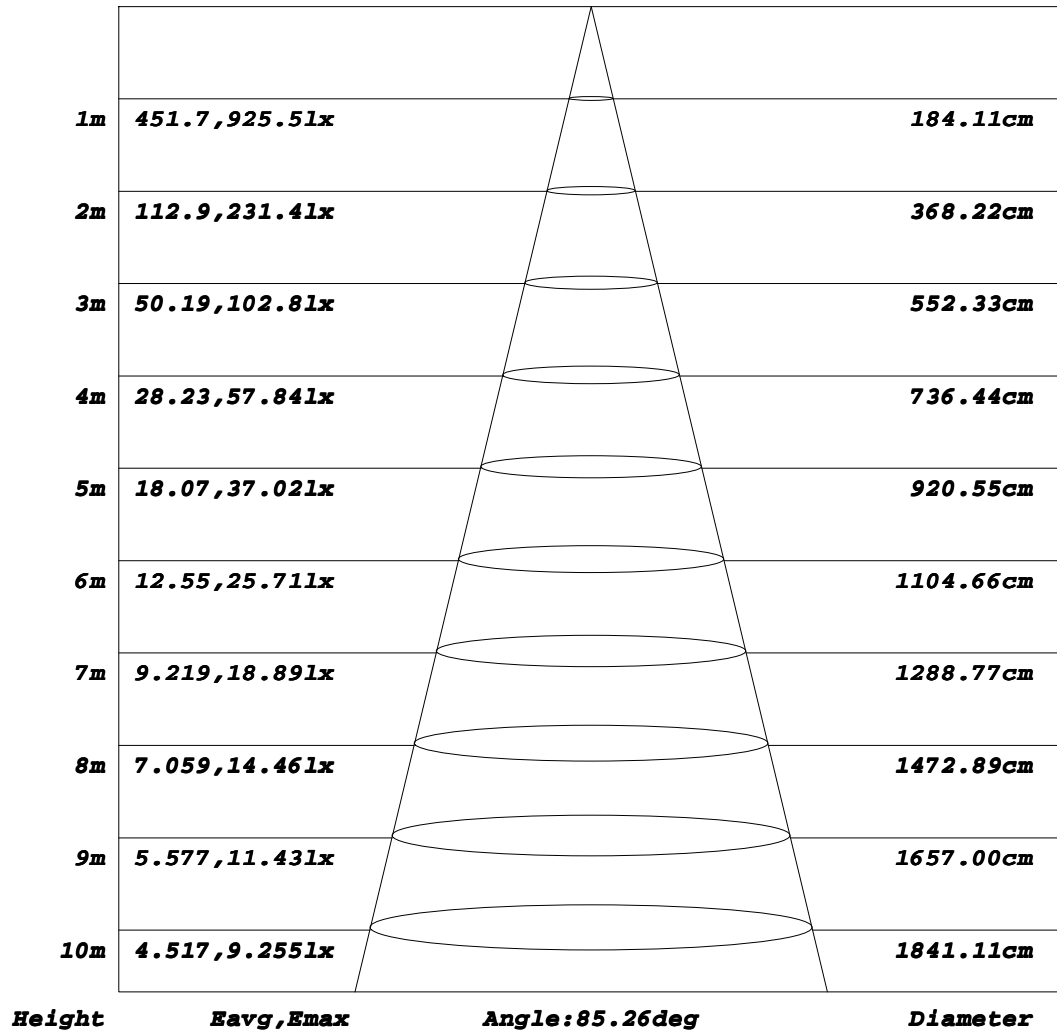 1m 451.7,925.5lx 184.11cm
2m 112.9,231.4lx 368.22cm
3m 50.19,102.8lx 552.33cm
4m 28.23,57.84lx 736.44cm
5m 18.07,37.02lx 920.55cm
6m 12.55,25.71lx 1104.66cm
7m 9.219,18.89lx 1288.77cm
8m 7.059,14.46lx 1472.89cm
9m 5.577,11.43lx 1657.00cm
10m 4.517,9.255lx 1841.11cm
Height Eavg,Emax Angle:85.26deg Diameter